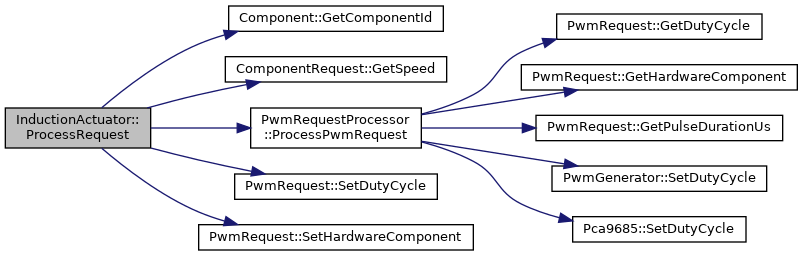 InductionActuator::
ProcessRequest
Component::GetComponentId
ComponentRequest::GetSpeed
PwmRequestProcessor
::ProcessPwmRequest
PwmRequest::SetDutyCycle
PwmRequest::SetHardwareComponent
PwmRequest::GetDutyCycle
PwmRequest::GetHardwareComponent
PwmRequest::GetPulseDurationUs
PwmGenerator::SetDutyCycle
Pca9685::SetDutyCycle